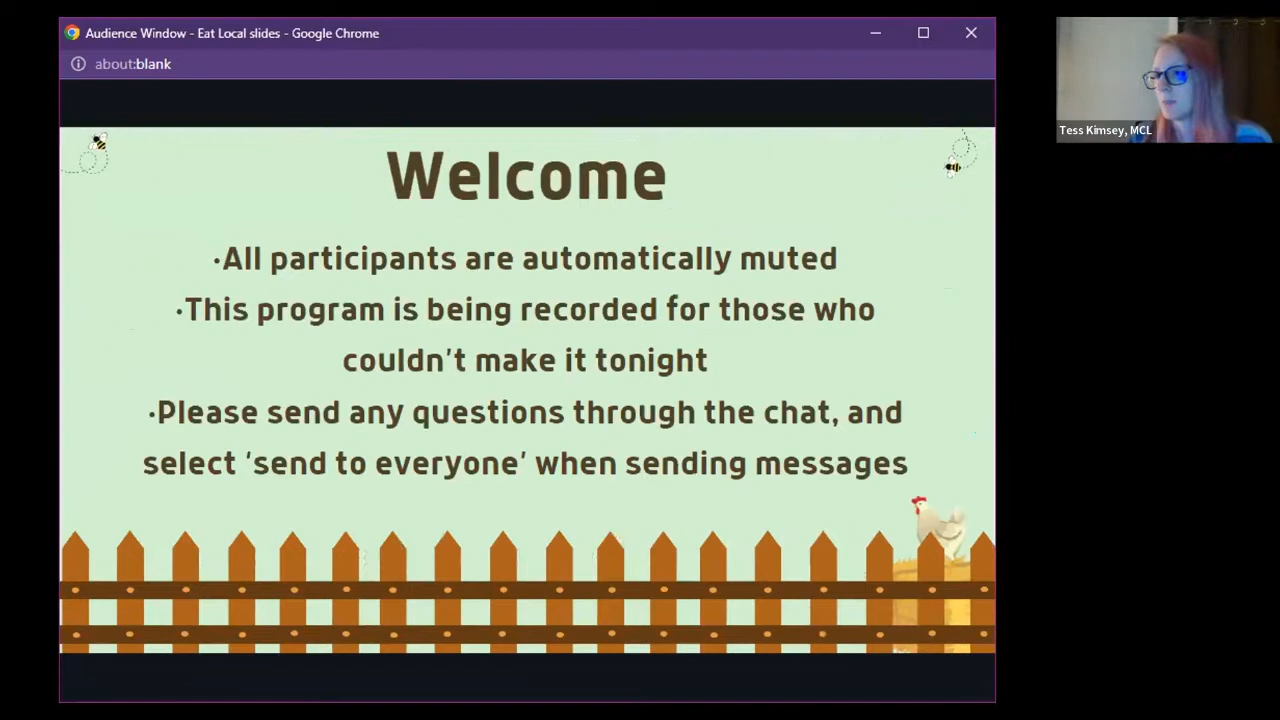 Audience Window - Eat Local slides - Google Chrome
about:blank
Welcome
•All participants are automatically muted
•This program is being recorded for those who
couldn't make it tonight
•Please send any questions through the chat, and
select ‘send to everyone’ when sending messages
Tess Kimsey, MCL